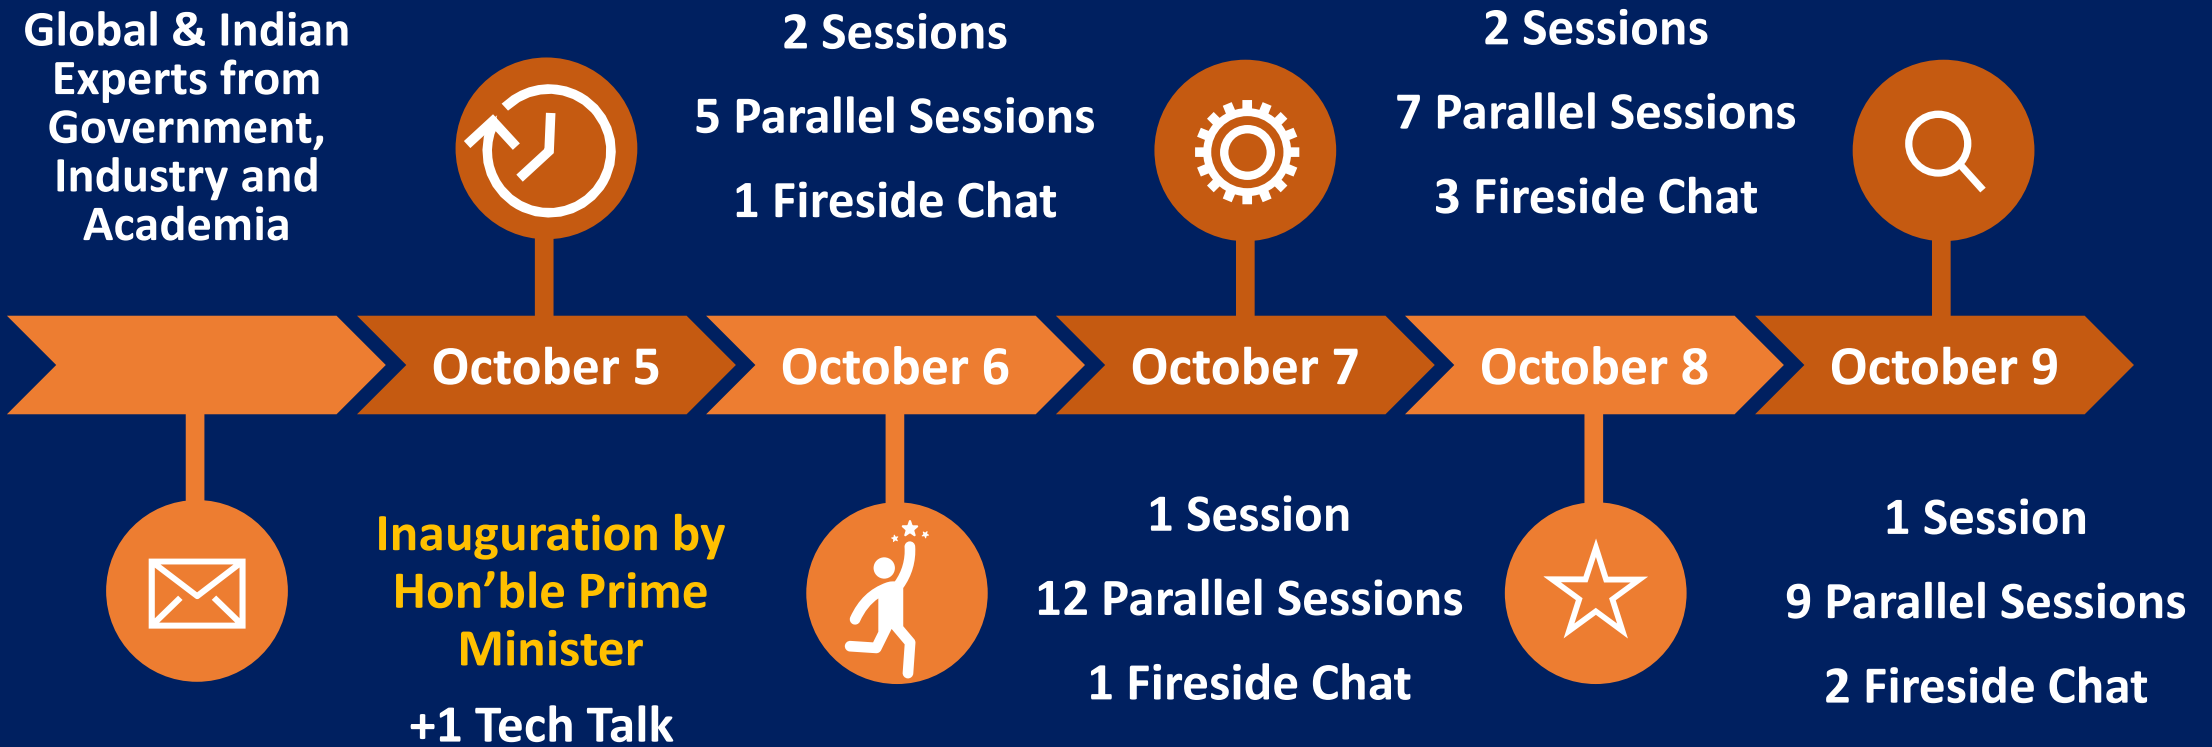 Global & Indian
Experts from
Government,
Industry and
Academia
2 Sessions
5 Parallel Sessions
1 Fireside Chat
2 Sessions
7 Parallel Sessions
3 Fireside Chat
October 5
October 6
October 7
October 8
October 9
Inauguration by
Hon’ble Prime
Minister
+1 Tech Talk
1 Session
12 Parallel Sessions
1 Fireside Chat
1 Session
9 Parallel Sessions
2 Fireside Chat